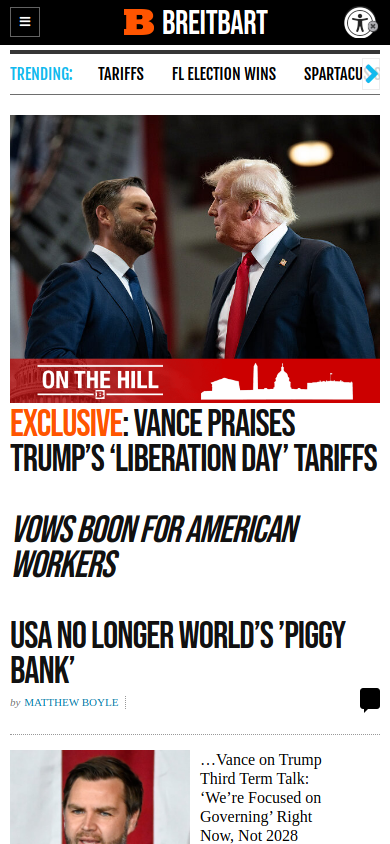 B BREITBART
TRENDING:
TARIFFS
FL ELECTION WINS
SPARTACU
ON THE HILL
B
EXCLUSIVE: VANCE PRAISES
TRUMP’S ‘LIBERATION DAY’ TARIFFS
VOWS BOON FOR AMERICAN
WORKERS
USA NO LONGER WORLD’S ’PIGGY
BANK’
by MATTHEW BOYLE
…Vance on Trump
Third Term Talk:
‘We’re Focused on
Governing’ Right
Now, Not 2028